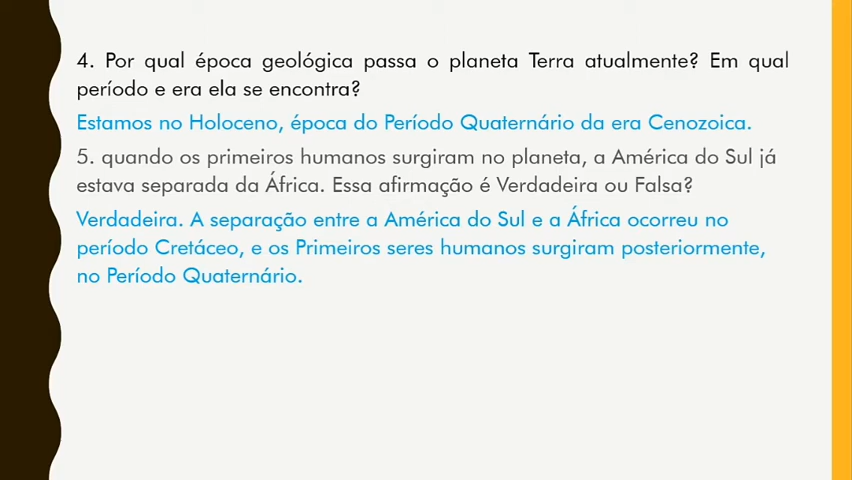 4. Por qual época geológica passa o planeta Terra atualmente? Em qual
período e era ela se encontra?
Estamos no Holoceno, época do Período Quaternário da era Cenozoica.
5. quando os primeiros humanos surgiram no planeta, a América do Sul já
estava separada da África. Essa afirmação é Verdadeira ou Falsa?
Verdadeira. A separação entre a América do Sul e a África ocorreu no
período Cretáceo, e os Primeiros seres humanos surgiram posteriormente,
no Período Quaternário.